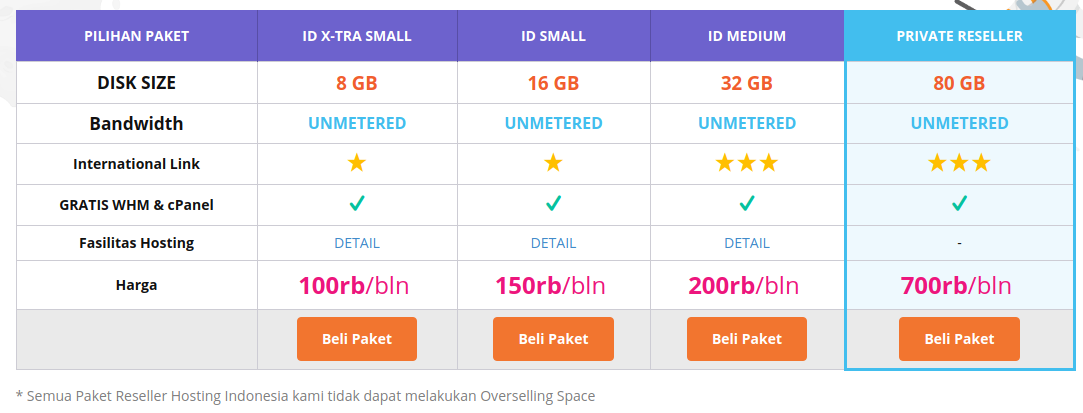 PILIHAN PAKET ID X-TRA SMALL ID SMALL ID MEDIUM PRIVATE RESELLER
DISK SIZE 8 GB 16 GB 32 GB 80 GB
Bandwidth UNMETERED UNMETERED UNMETERED UNMETERED
International Link ★ ★ ★★★ ★★★
GRATIS WHM & cPanel ✓ ✓ ✓ ✓
Fasilitas Hosting DETAIL DETAIL DETAIL -
Harga 100rb/bln 150rb/bln 200rb/bln 700rb/bln
Beli Paket Beli Paket Beli Paket Beli Paket
* Semua Paket Reseller Hosting Indonesia kami tidak dapat melakukan Overselling Space